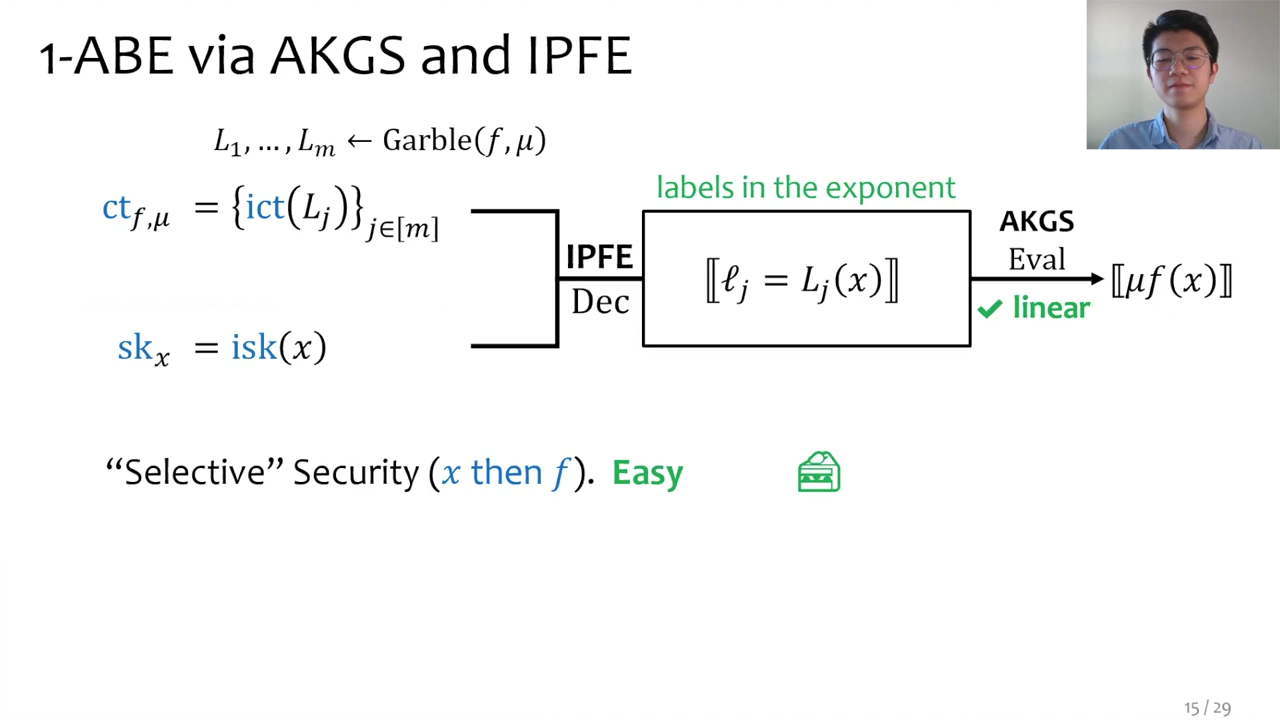 1-ABE via AKGS and IPFE
L₁, … , Lₘ ← Garble(f, μ)
ct_{f,μ} = {ict(L_j)}_{j∈[m]}
labels in the exponent
IPFE
Dec
⟦ℓ_j = L_j(x)⟧
AKGS
Eval
✓ linear
⟦μf(x)⟧
sk_x = isk(x)
“Selective” Security (x then f). Easy
15 / 29